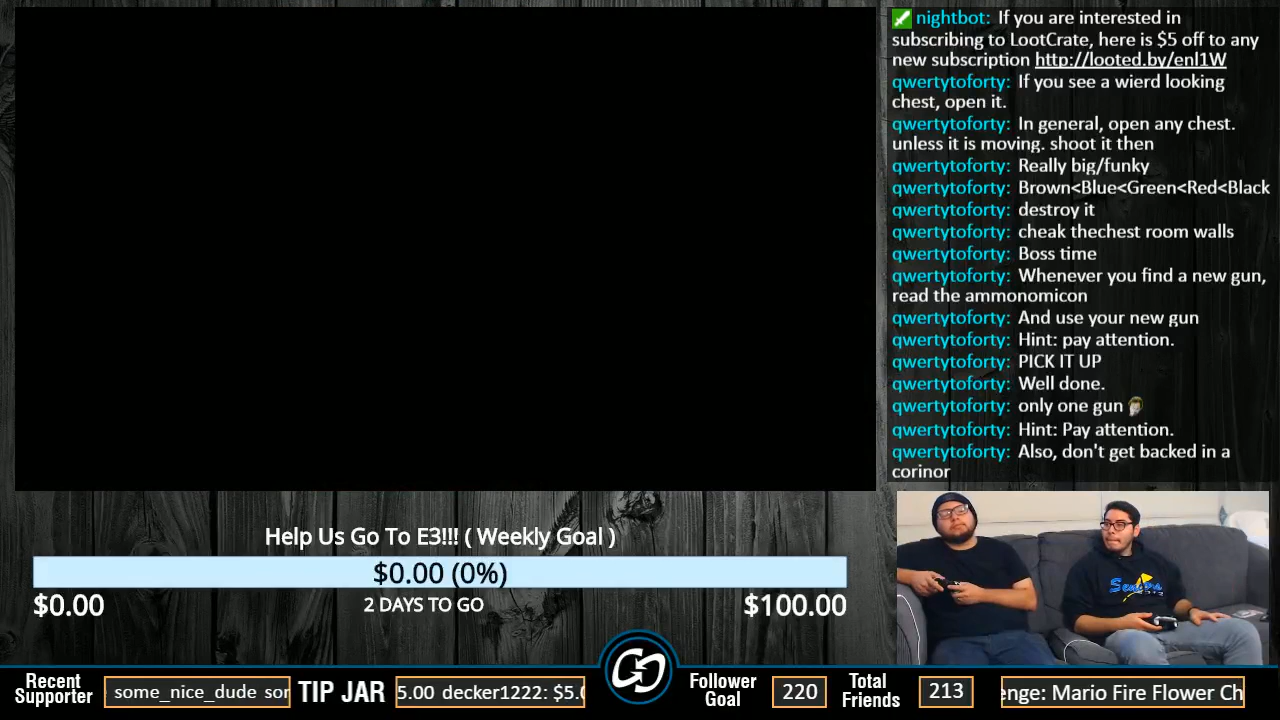 nightbot: If you are interested in
subscribing to LootCrate, here is $5 off to any
new subscription http://looted.by/enl1W
qwertytoforty: If you see a wierd looking
chest, open it.
qwertytoforty: In general, open any chest.
unless it is moving. shoot it then
qwertytoforty: Really big/funky
qwertytoforty: Brown<Blue<Green<Red<Black
qwertytoforty: destroy it
qwertytoforty: cheak thechest room walls
qwertytoforty: Boss time
qwertytoforty: Whenever you find a new gun,
read the ammonomicon
qwertytoforty: And use your new gun
qwertytoforty: Hint: pay attention.
qwertytoforty: PICK IT UP
qwertytoforty: Well done.
qwertytoforty: only one gun
qwertytoforty: Hint: Pay attention.
qwertytoforty: Also, don't get backed in a
corinor
Help Us Go To E3!!! ( Weekly Goal )
$0.00 (0%)
$0.00
2 DAYS TO GO
$100.00
Recent
Supporter
some_nice_dude sor
TIP JAR
5.00 decker1222: $5.0
Follower
Goal
220
Total
Friends
213
enge: Mario Fire Flower Ch